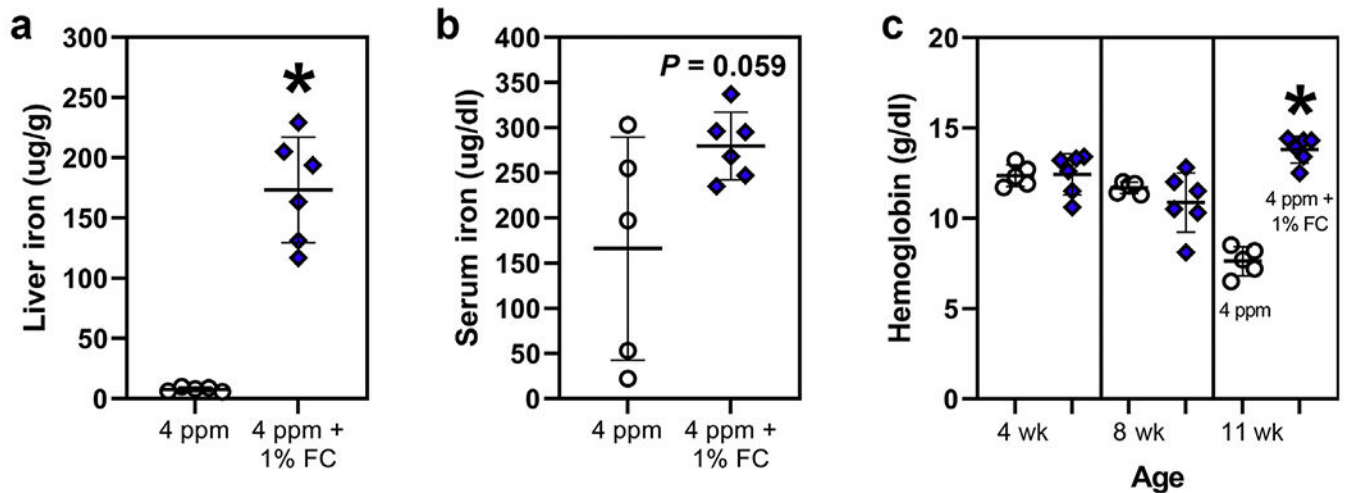 a
Liver iron (ug/g)
300
250
200
150
100
50
0
*
4 ppm
4 ppm +
1% FC
b
Serum iron (ug/dl)
400
350
300
250
200
150
100
50
0
P = 0.059
4 ppm
4 ppm +
1% FC
c
Hemoglobin (g/dl)
20
15
10
5
0
*
4 ppm +
1% FC
4 ppm
4 wk
8 wk
11 wk
Age